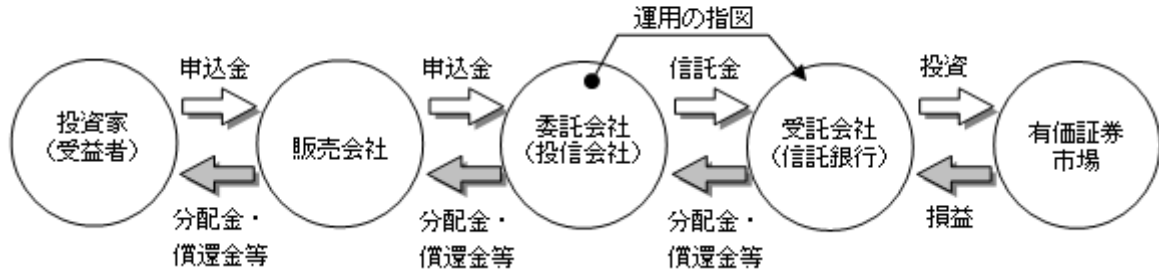 運用の指図
申込金
申込金
信託金
投資
投資家
（受益者）
販売会社
委託会社
（投信会社）
受託会社
（信託銀行）
有価証券
市場
分配金・
償還金等
分配金・
償還金等
分配金・
償還金等
損益